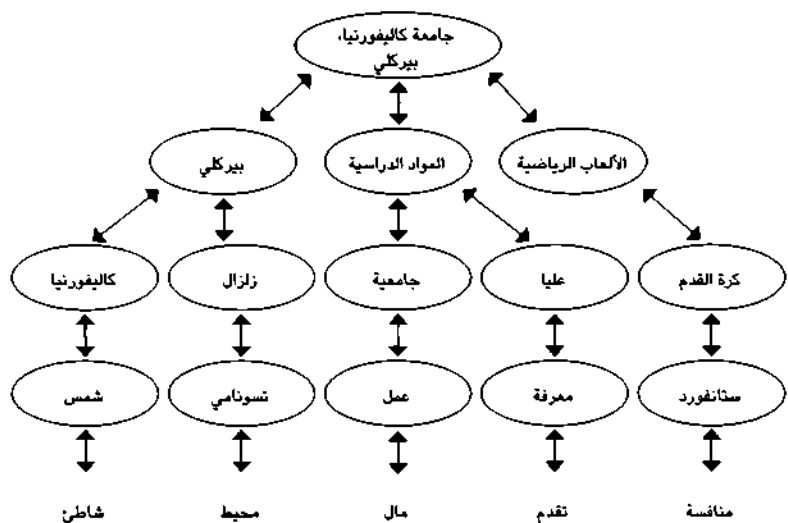 جامعة كاليفورنيا،
بيركلي
الألعاب الرياضية
المواد الدراسية
بيركلي
كرة القدم
عليا
جامعية
زلزال
كاليفورنيا
ستانفورد
معرفة
عمل
تسونامي
شمس
منافسة
تقدم
مال
محيط
شاطئ